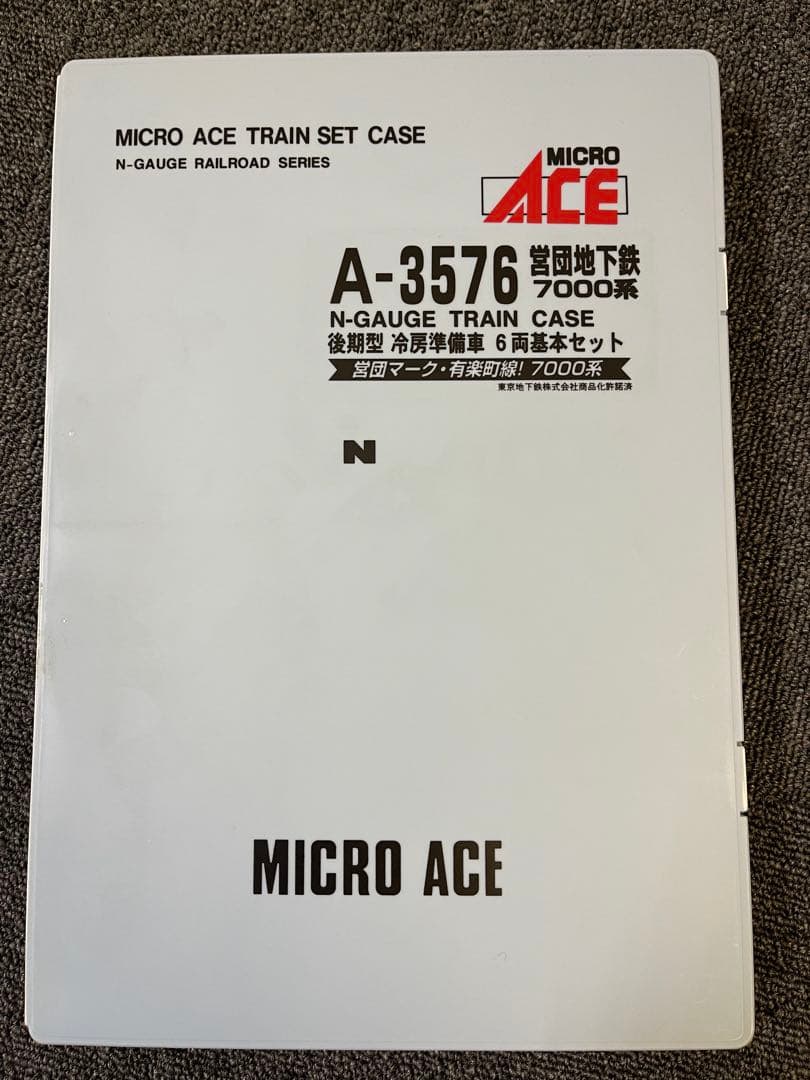 MICRO ACE TRAIN SET CASE
N-GAUGE RAILROAD SERIES
MICRO
ACE
A-3576 営団地下鉄
7000系
N-GAUGE TRAIN CASE
後期型 冷房準備車 6両基本セット
営団マーク・有楽町線! 7000系
東京地下鉄株式会社商品化許諾済
N
MICRO ACE